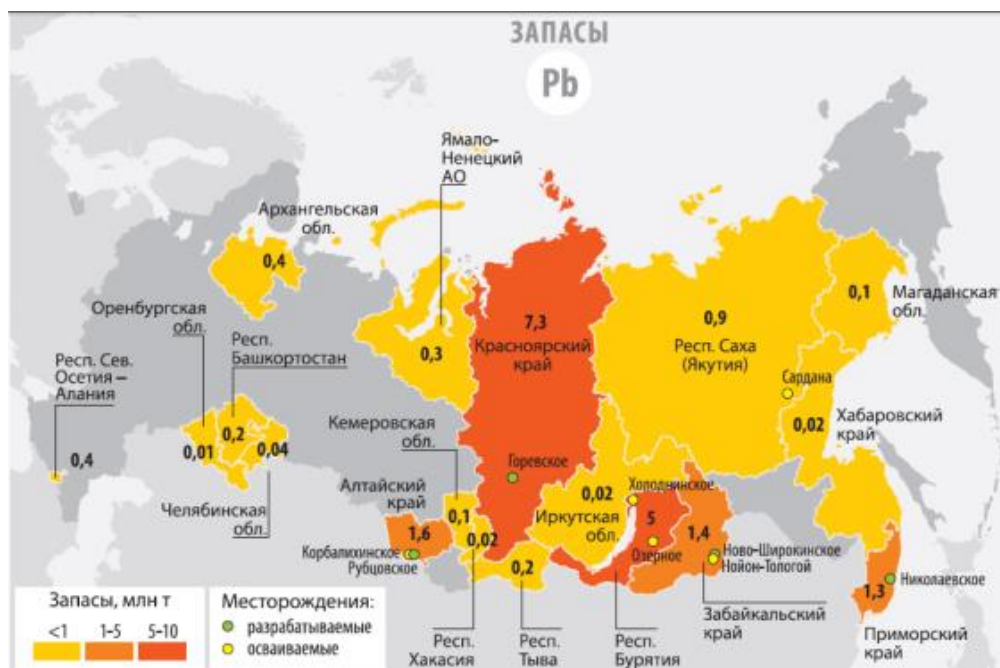 ЗАПАСЫ
Pb
Ямало-
Ненецкий
АО
Архангельская
обл.
0,4
Оренбургская
обл.
Респ.
Башкортостан
Респ. Сев.
Осетия –
Алания
0,4
0,01
0,2
0,04
Челябинская
обл.
0,3
7,3
Красноярский
край
0,9
Респ. Саха
(Якутия)
0,1
Магаданская
обл.
Сардана
0,02
Хабаровский
край
Кемеровская
обл.
Алтайский
край
1,6
Корбалихинское
Рубцовское
0,1
0,02
Горевское
0,02
Иркутская
обл.
Холоднинское
5
Озерное
1,4
Ново-Широкинское
Нойон-Тологой
0,2
Николаевское
1,3
Приморский
край
Забайкальский
край
Респ.
Хакасия
Респ.
Тыва
Респ.
Бурятия
Запасы, млн т
<1 1–5 5–10
Месторождения:
разрабатываемые
осваиваемые